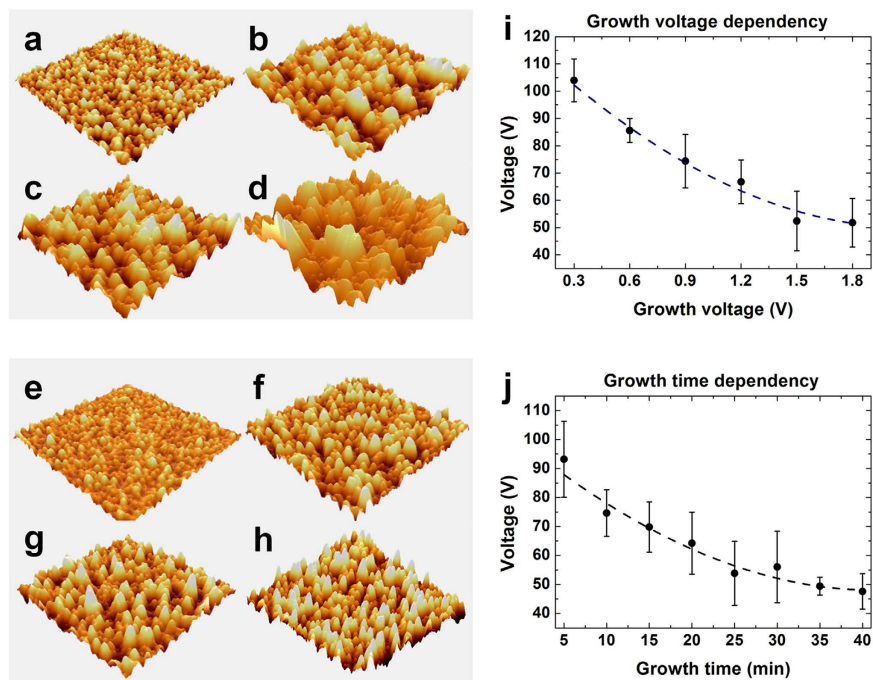 a
b
c
d
i
Growth voltage dependency
120
110
100
90
80
70
60
50
40
Voltage (V)
0.3 0.6 0.9 1.2 1.5 1.8
Growth voltage (V)
e
f
g
h
j
Growth time dependency
110
100
90
80
70
60
50
40
Voltage (V)
5 10 15 20 25 30 35 40
Growth time (min)